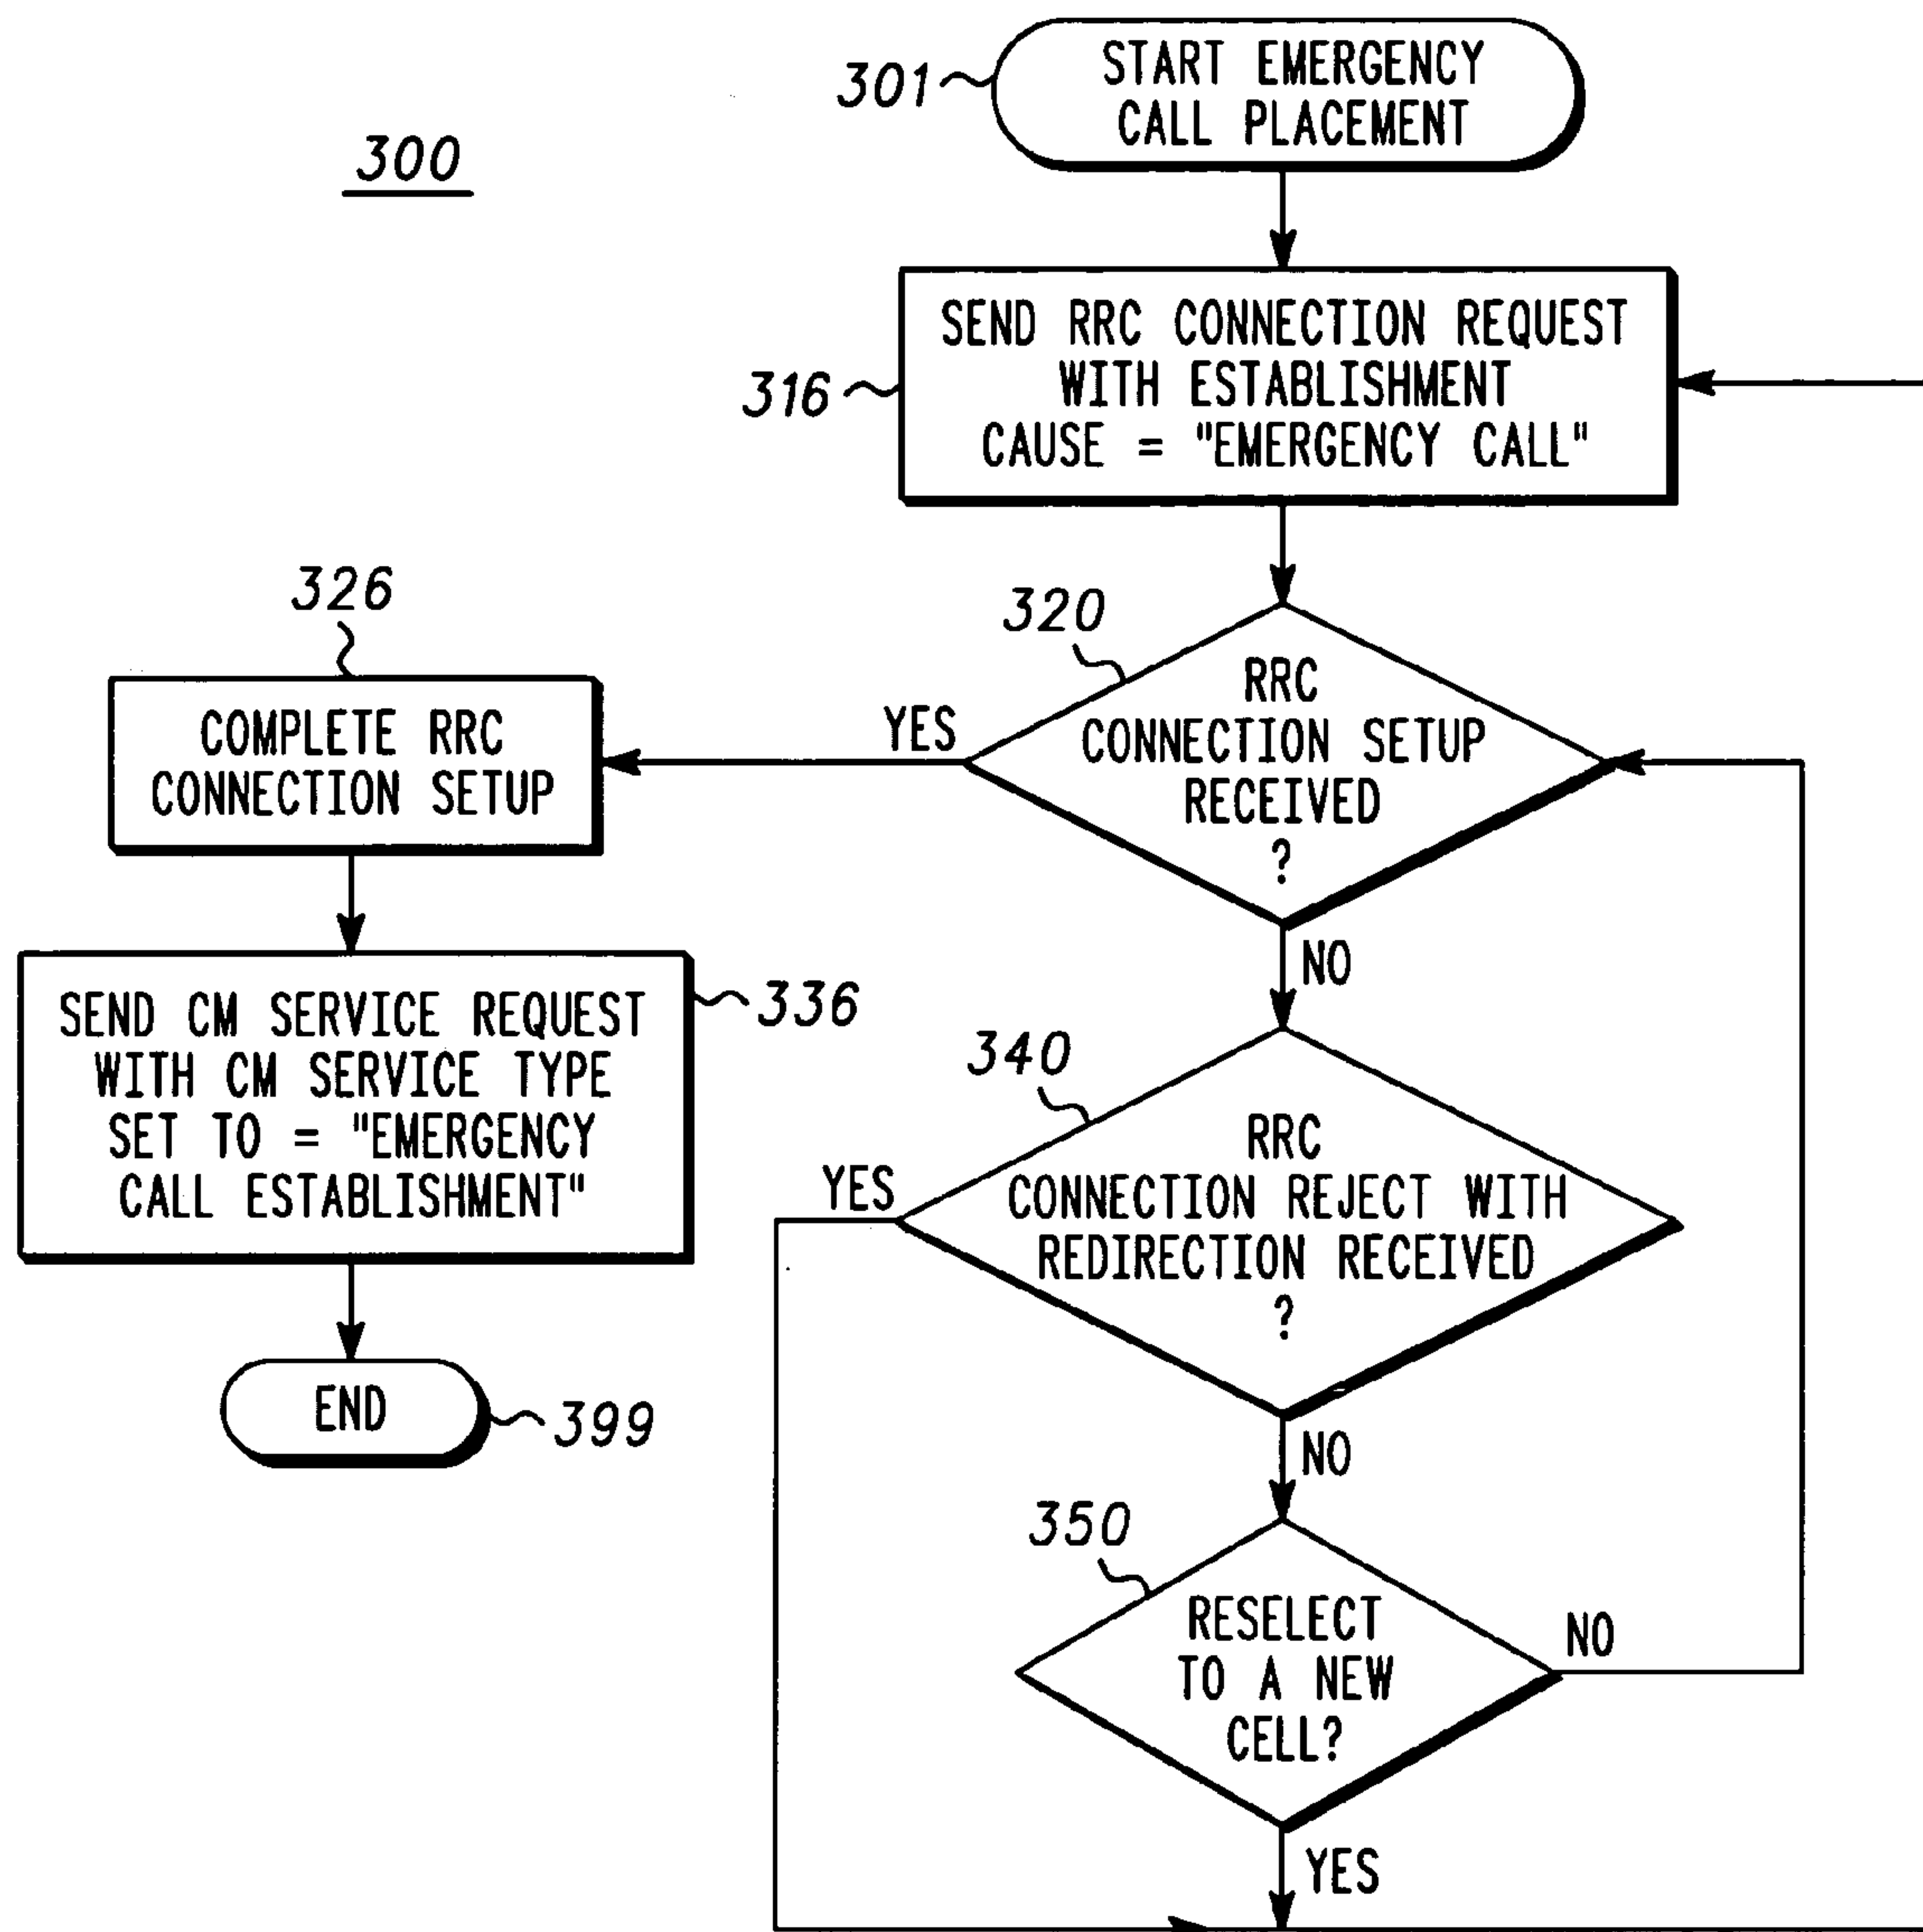 300
301
START EMERGENCY
CALL PLACEMENT
316
SEND RRC CONNECTION REQUEST
WITH ESTABLISHMENT
CAUSE = "EMERGENCY CALL"
320
RRC
CONNECTION SETUP
RECEIVED
?
YES
NO
326
COMPLETE RRC
CONNECTION SETUP
336
SEND CM SERVICE REQUEST
WITH CM SERVICE TYPE
SET TO = "EMERGENCY
CALL ESTABLISHMENT"
END
399
340
RRC
CONNECTION REJECT WITH
REDIRECTION RECEIVED
?
YES
NO
350
RESELECT
TO A NEW
CELL?
NO
YES